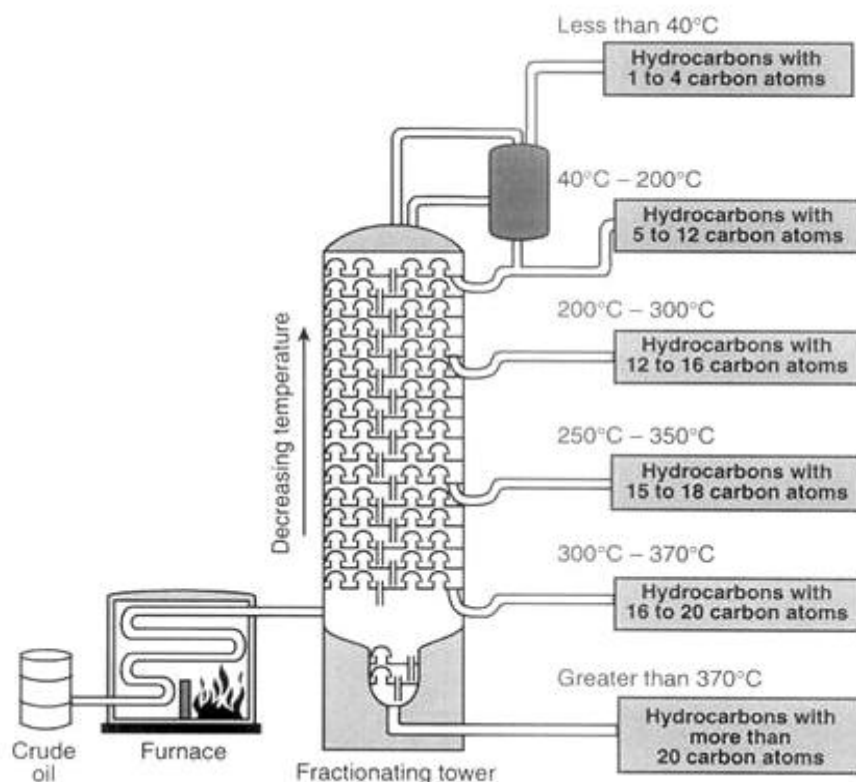 Less than 40°C
Hydrocarbons with
1 to 4 carbon atoms
40°C – 200°C
Hydrocarbons with
5 to 12 carbon atoms
200°C – 300°C
Hydrocarbons with
12 to 16 carbon atoms
Decreasing temperature
250°C – 350°C
Hydrocarbons with
15 to 18 carbon atoms
300°C – 370°C
Hydrocarbons with
16 to 20 carbon atoms
Greater than 370°C
Hydrocarbons with
more than
20 carbon atoms
Crude
oil
Furnace
Fractionating tower